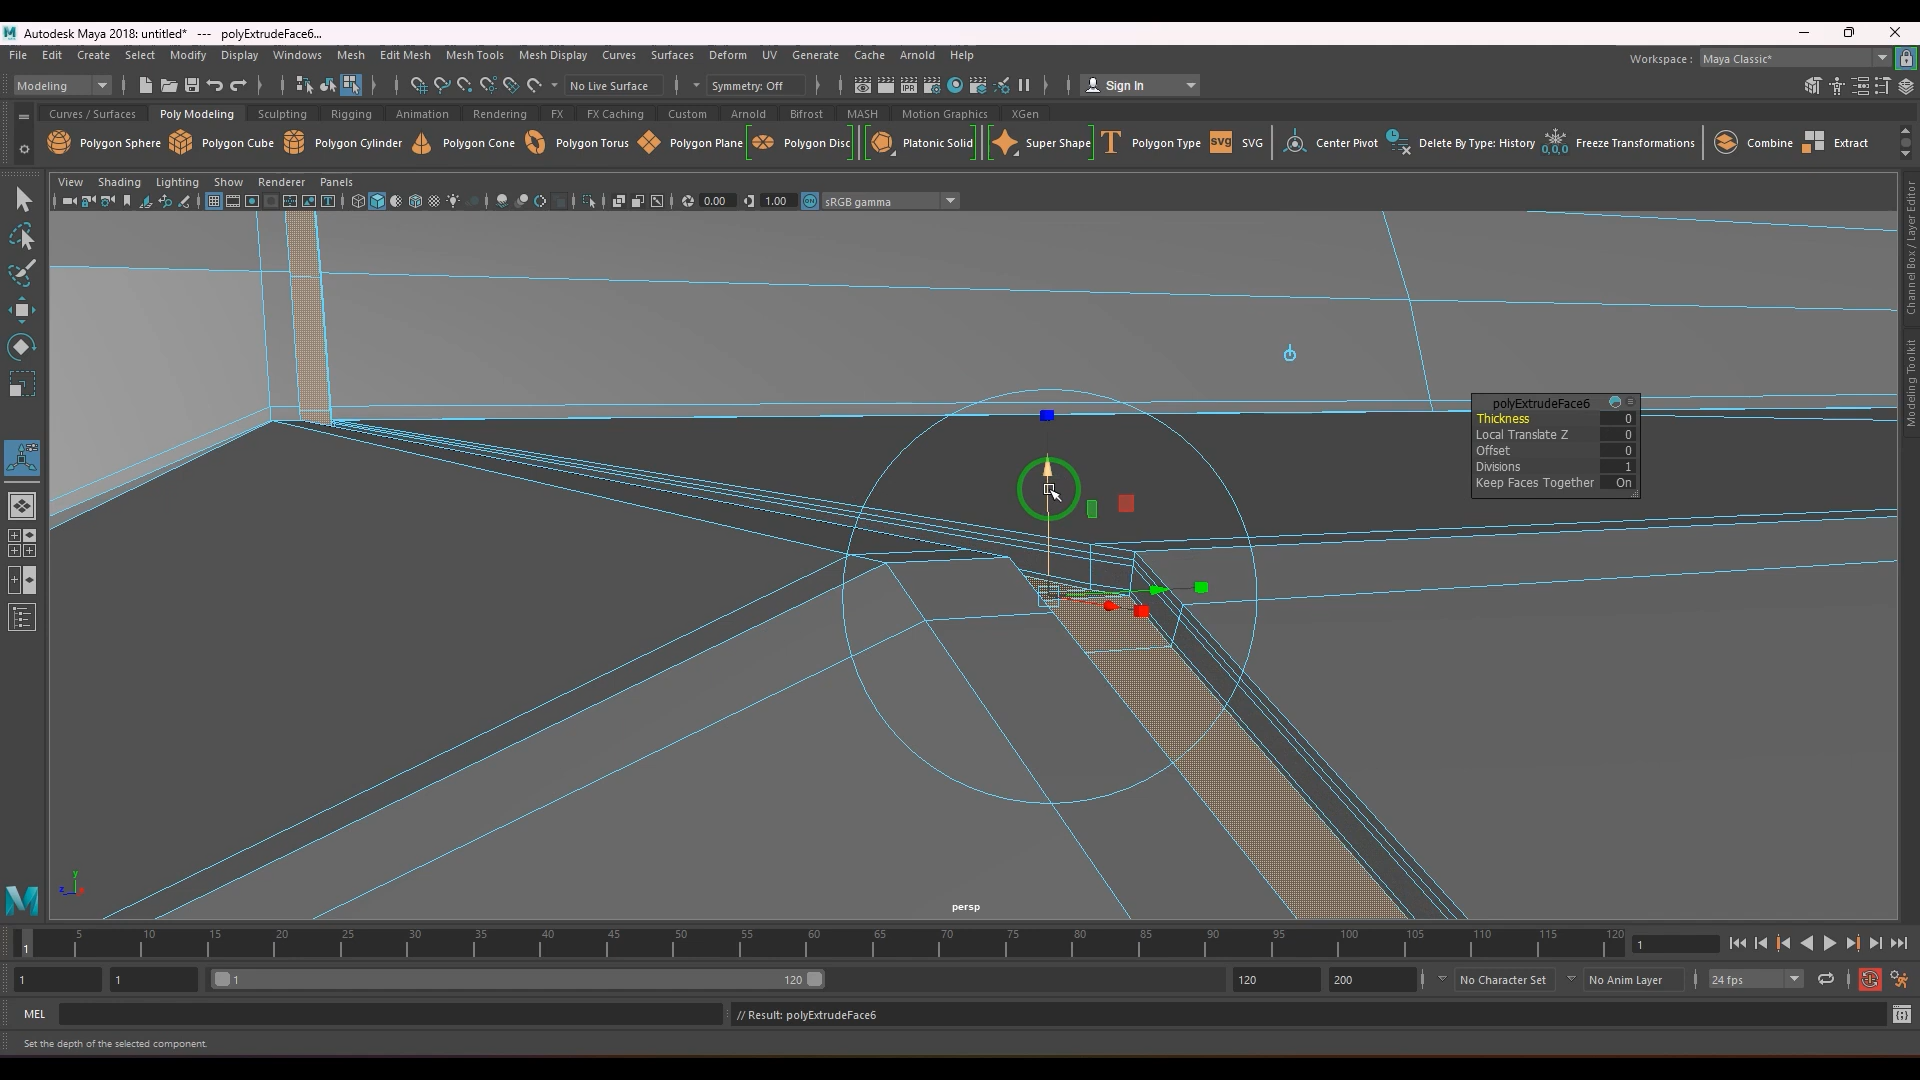 Autodesk Maya 2018: untitled*   ---   polyExtrudeFace6...
File Edit Create Select Modify Display Windows Mesh Edit Mesh Mesh Tools Mesh Display Curves Surfaces Deform UV Generate Cache Arnold Help
Workspace : Maya Classic*
Modeling No Live Surface Symmetry: Off IPR Sign In
Curves / Surfaces Poly Modeling Sculpting Rigging Animation Rendering FX FX Caching Custom Arnold Bifrost MASH Motion Graphics XGen
Polygon Sphere Polygon Cube Polygon Cylinder Polygon Cone Polygon Torus Polygon Plane Polygon Disc Platonic Solid Super Shape T Polygon Type SVG SVG Center Pivot Delete By Type: History 0,0,0 Freeze Transformations Combine Extract
View Shading Lighting Show Renderer Panels
0.00 1.00 ON sRGB gamma
Channel Box / Layer Editor
Modeling Toolkit
polyExtrudeFace6
Thickness 0
Local Translate Z 0
Offset 0
Divisions 1
Keep Faces Together On
y
z x
persp
1 5 10 15 20 25 30 35 40 45 50 55 60 65 70 75 80 85 90 95 100 105 110 115 120 1
1 1 1 120 120 200 No Character Set No Anim Layer 24 fps
MEL // Result: polyExtrudeFace6
Set the depth of the selected component.